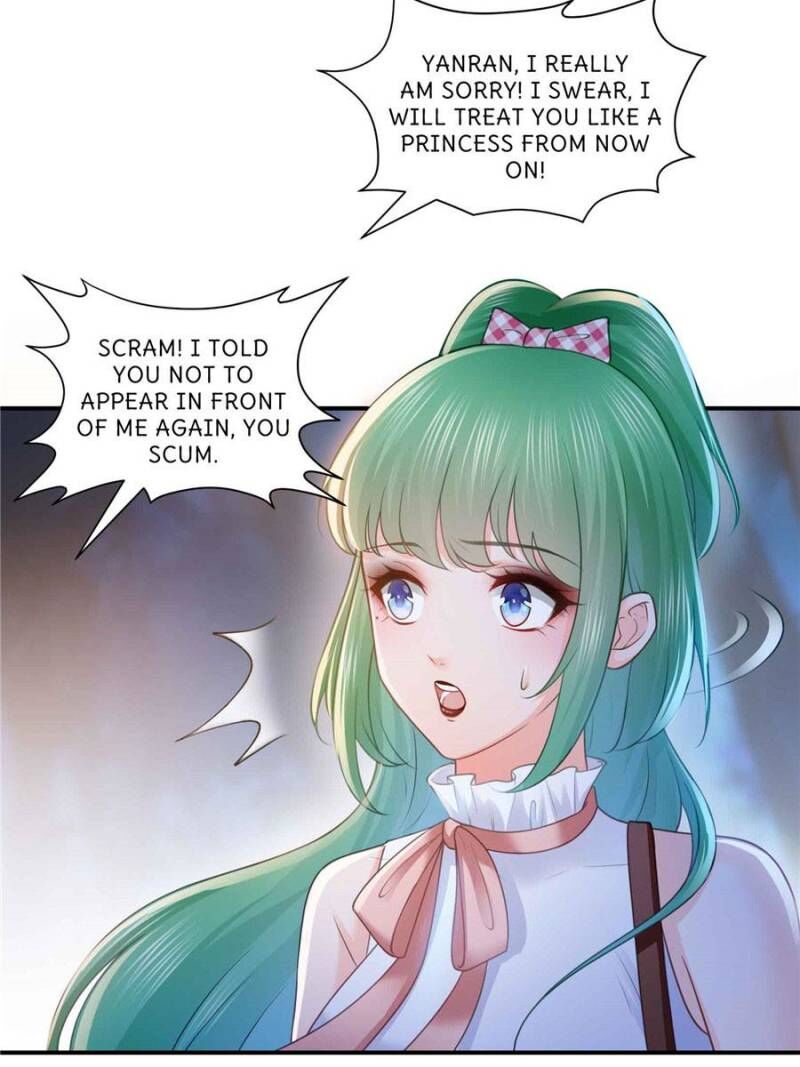 YANRAN, I REALLY
AM SORRY! I SWEAR, I
WILL TREAT YOU LIKE A
PRINCESS FROM NOW
ON!
SCRAM! I TOLD
YOU NOT TO
APPEAR IN FRONT
OF ME AGAIN, YOU
SCUM.